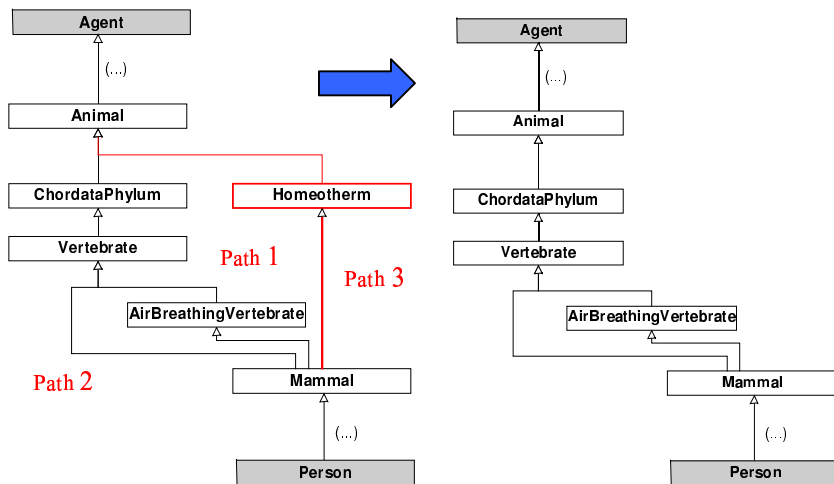 Agent
(...)
Animal
ChordataPhylum
Homeotherm
Vertebrate
Path 1
Path 3
AirBreathingVertebrate
Path 2
Mammal
(...)
Person
Agent
(...)
Animal
ChordataPhylum
Vertebrate
AirBreathingVertebrate
Mammal
(...)
Person